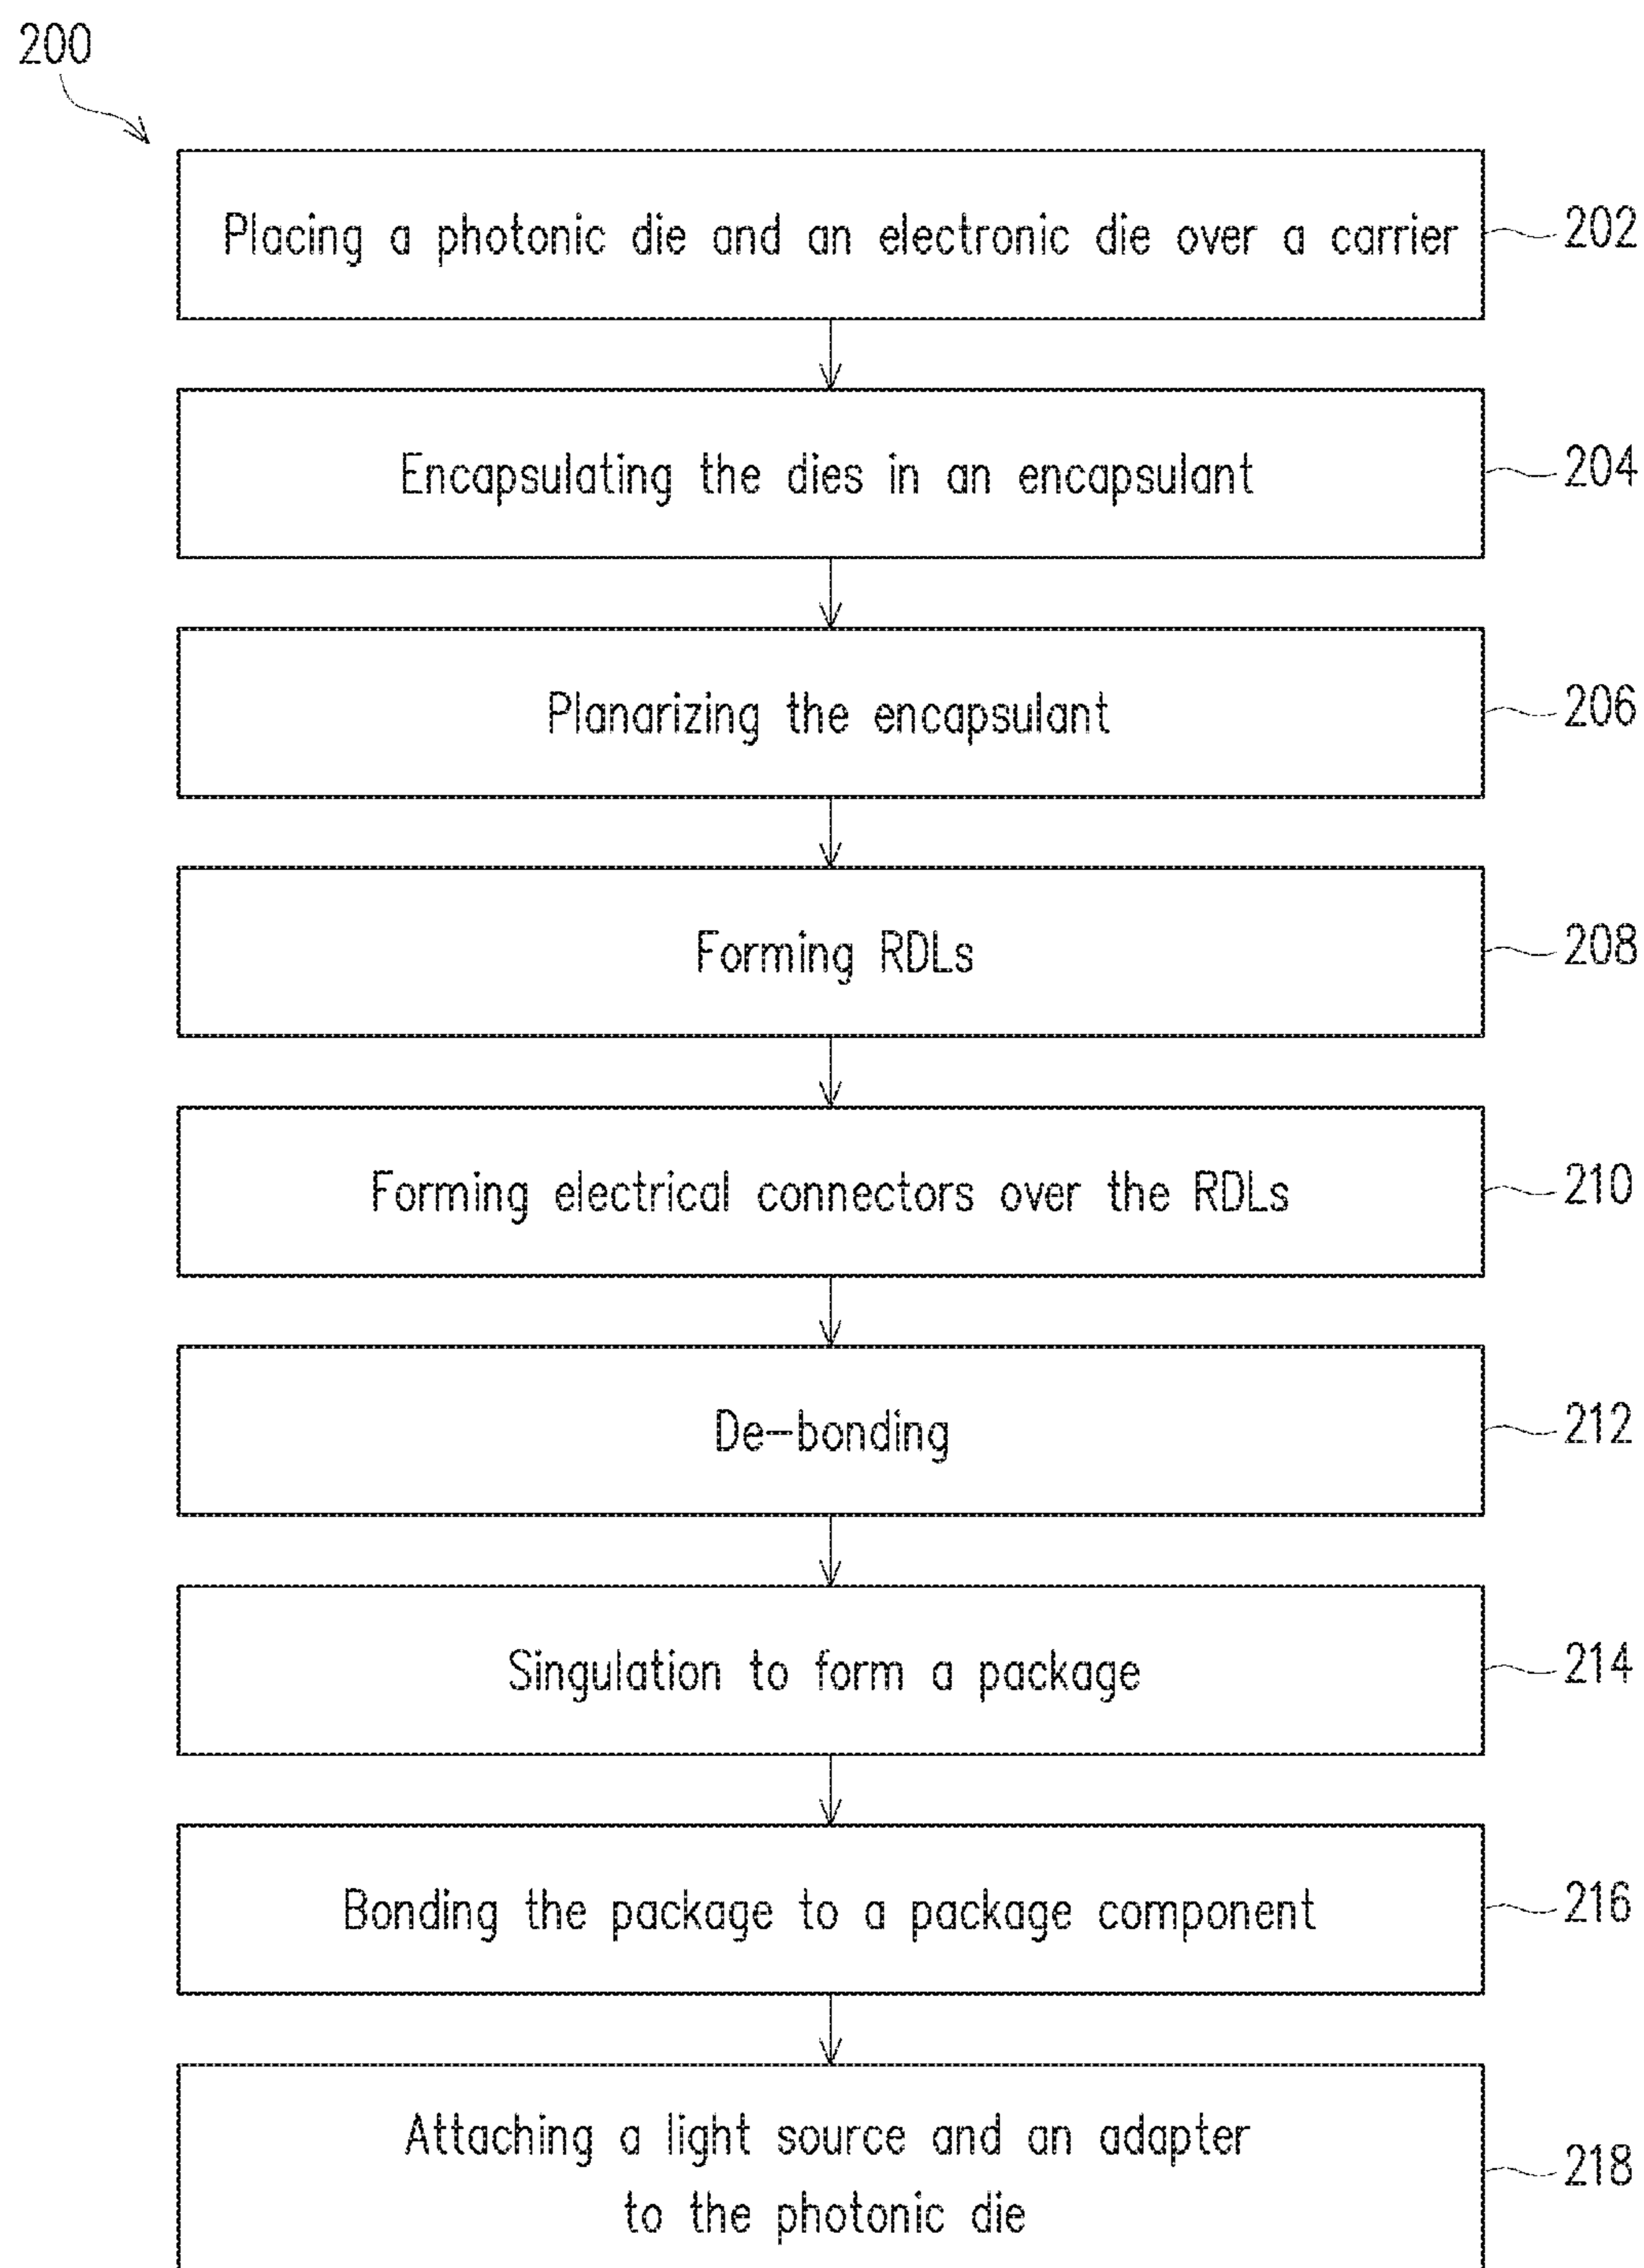 200
Placing a photonic die and an electronic die over a carrier 202
Encapsulating the dies in an encapsulant 204
Planarizing the encapsulant 206
Forming RDLs 208
Forming electrical connectors over the RDLs 210
De-bonding 212
Singulation to form a package 214
Bonding the package to a package component 216
Attaching a light source and an adapter
to the photonic die
218